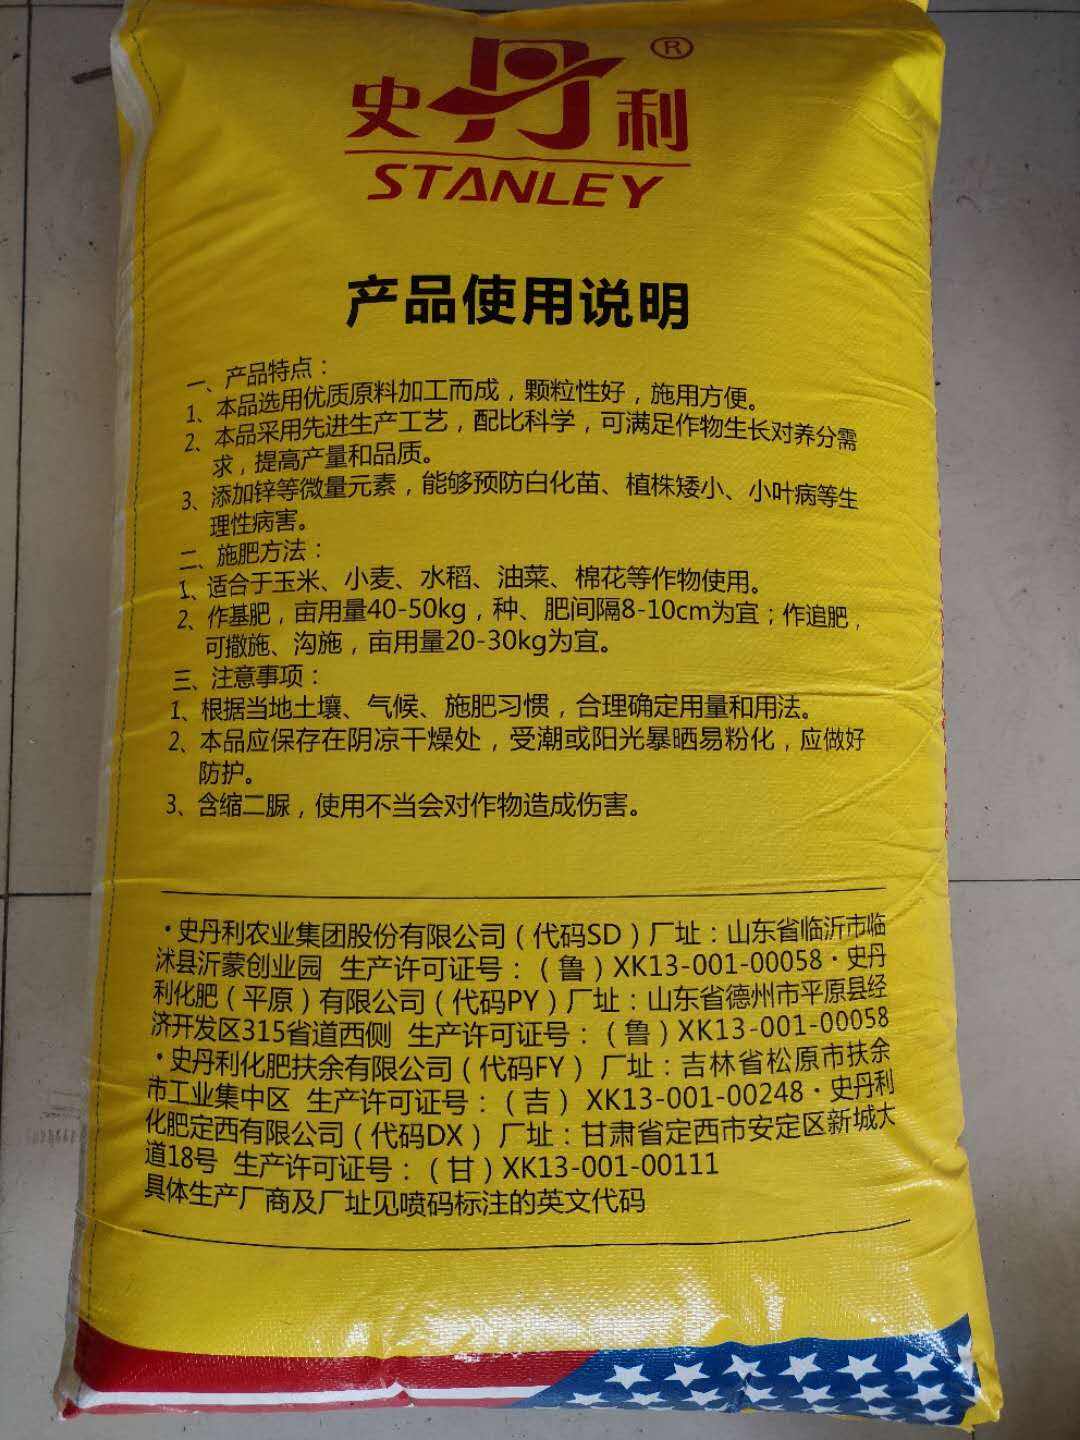 史丹利®
STANLEY
产品使用说明
一、产品特点：
1、本品选用优质原料加工而成，颗粒性好，施用方便。
2、本品采用先进生产工艺，配比科学，可满足作物生长对养分需
求，提高产量和品质。
3、添加锌等微量元素，能够预防白化苗、植株矮小、小叶病等生
理性病害。
二、施肥方法：
1、适合于玉米、小麦、水稻、油菜、棉花等作物使用。
2、作基肥，亩用量40-50kg，种、肥间隔8-10cm为宜；作追肥，
可撒施、沟施，亩用量20-30kg为宜。
三、注意事项：
1、根据当地土壤、气候、施肥习惯，合理确定用量和用法。
2、本品应保存在阴凉干燥处，受潮或阳光暴晒易粉化，应做好
防护。
3、含缩二脲，使用不当会对作物造成伤害。
·史丹利农业集团股份有限公司（代码SD）厂址：山东省临沂市临
沭县沂蒙创业园 生产许可证号：（鲁）XK13-001-00058·史丹
利化肥（平原）有限公司（代码PY）厂址：山东省德州市平原县经
济开发区315省道西侧 生产许可证号：（鲁）XK13-001-00058
·史丹利化肥扶余有限公司（代码FY） 厂址：吉林省松原市扶余
市工业集中区 生产许可证号：（吉） XK13-001-00248·史丹利
化肥定西有限公司（代码DX） 厂址：甘肃省定西市安定区新城大
道18号 生产许可证号：（甘）XK13-001-00111
具体生产厂商及厂址见喷码标注的英文代码